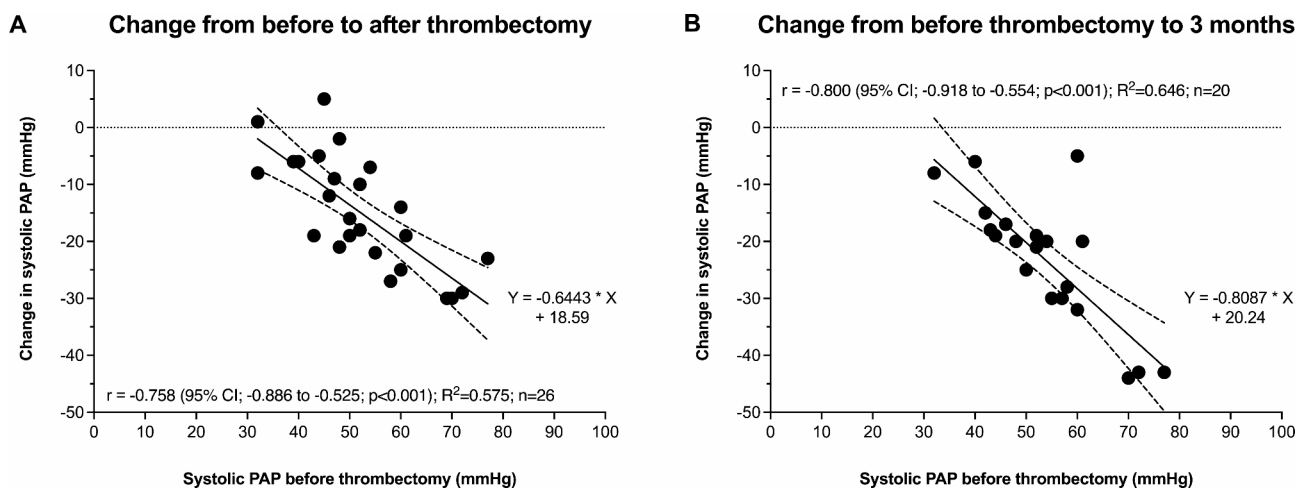 A
Change from before to after thrombectomy
Change in systolic PAP (mmHg)
10
0
-10
-20
-30
-40
-50
Y = -0.6443 * X
+ 18.59
r = -0.758 (95% CI; -0.886 to -0.525; p<0.001); R²=0.575; n=26
0 10 20 30 40 50 60 70 80 90 100
Systolic PAP before thrombectomy (mmHg)
B
Change from before thrombectomy to 3 months
Change in systolic PAP (mmHg)
10
0
-10
-20
-30
-40
-50
r = -0.800 (95% CI; -0.918 to -0.554; p<0.001); R²=0.646; n=20
Y = -0.8087 * X
+ 20.24
0 10 20 30 40 50 60 70 80 90 100
Systolic PAP before thrombectomy (mmHg)